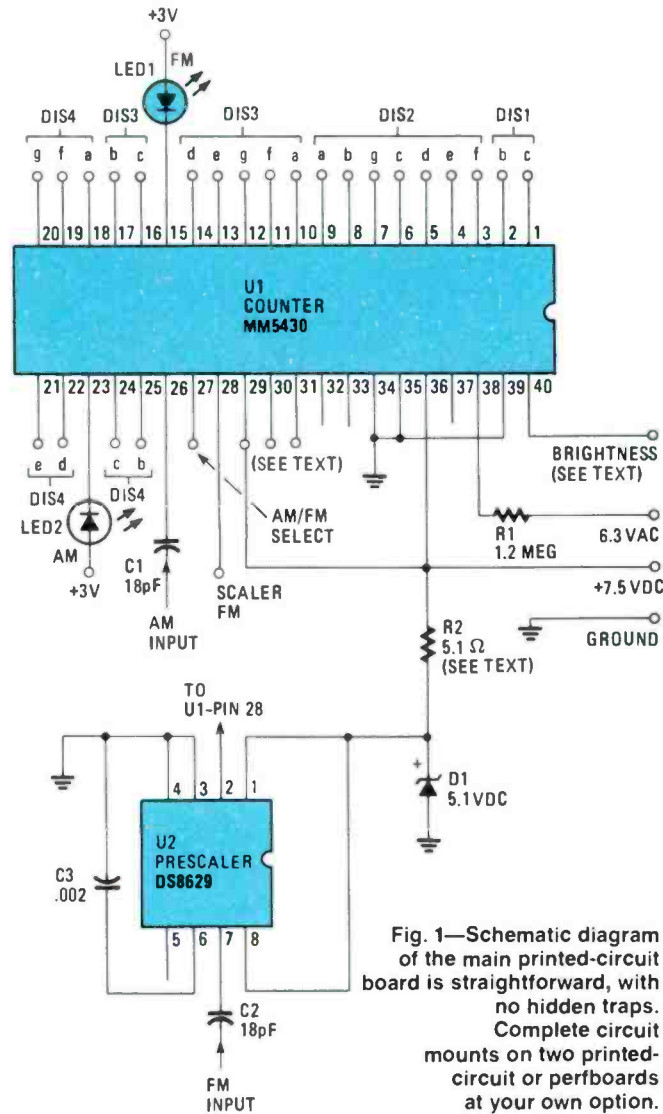 +3V
LED1
FM
DIS4
DIS3
DIS3
DIS2
DIS1
g f a b c d e g f a a b g c d e f b c
20 19 18 17 16 15 14 13 12 11 10 9 8 7 6 5 4 3 2 1
U1
COUNTER
MM5430
21 22 23 24 25 26 27 28 29 30 31 32 33 34 35 36 37 38 39 40
e d
DIS4
c b
DIS4
LED2
AM
+3V
C1
18pF
AM
INPUT
SCALER
FM
AM/FM
SELECT
(SEE TEXT)
BRIGHTNESS
(SEE TEXT)
R1
1.2 MEG
6.3 VAC
+7.5 VDC
GROUND
R2
5.1 Ω
(SEE TEXT)
TO
U1-PIN 28
4 3 2 1
U2
PRESCALER
DS8629
5 6 7 8
C3
.002
+
D1
5.1VDC
C2
18pF
FM
INPUT
Fig. 1—Schematic diagram
of the main printed-circuit
board is straightforward, with
no hidden traps.
Complete circuit
mounts on two printed-
circuit or perfboards
at your own option.